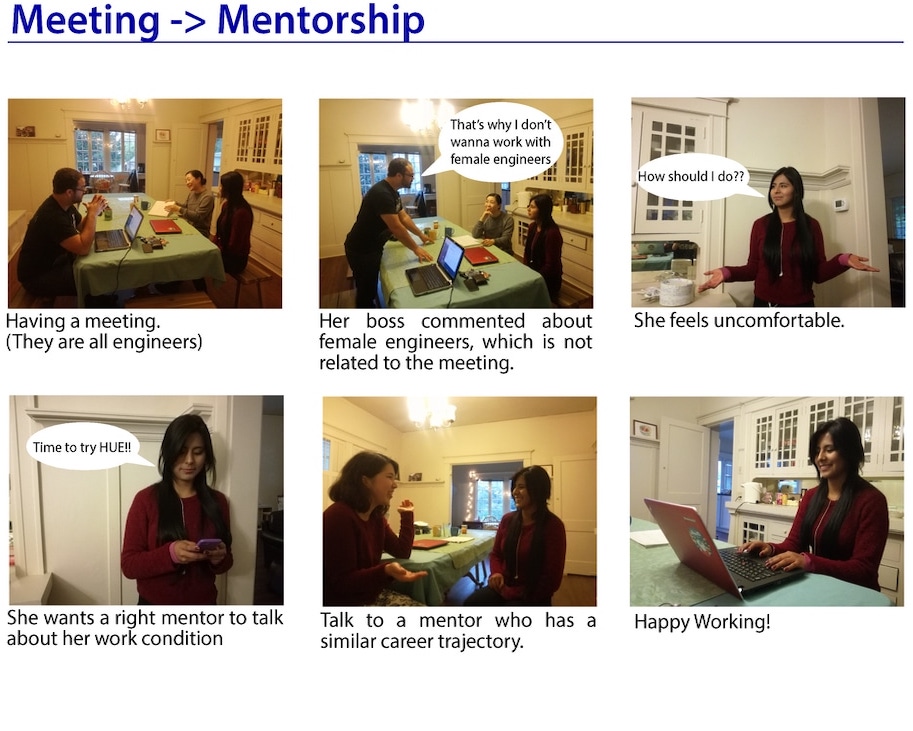 Meeting -> Mentorship
That's why I don't
wanna work with
female engineers
How should I do??
Having a meeting.
(They are all engineers)
Her boss commented about
female engineers, which is not
related to the meeting.
She feels uncomfortable.
Time to try HUE!!
She wants a right mentor to talk
about her work condition
Talk to a mentor who has a
similar career trajectory.
Happy Working!